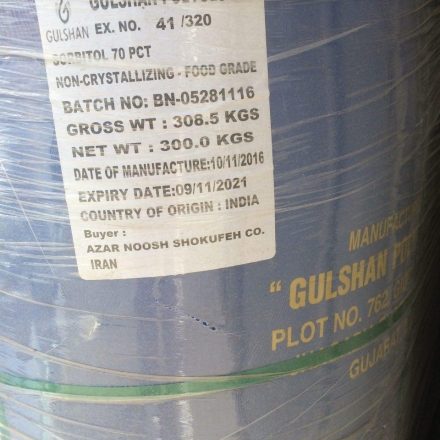 GULSHAN
EX. NO. 41 /320
SORBITOL 70 PCT
NON-CRYSTALLIZING - FOOD GRADE
BATCH NO: BN-05281116
GROSS WT : 308.5 KGS
NET WT : 300.0 KGS
DATE OF MANUFACTURE:10/11/2016
EXPIRY DATE:09/11/2021
COUNTRY OF ORIGIN : INDIA
Buyer :
AZAR NOOSH SHOKUFEH CO.
IRAN
" GULSHAN
PLOT NO. 762